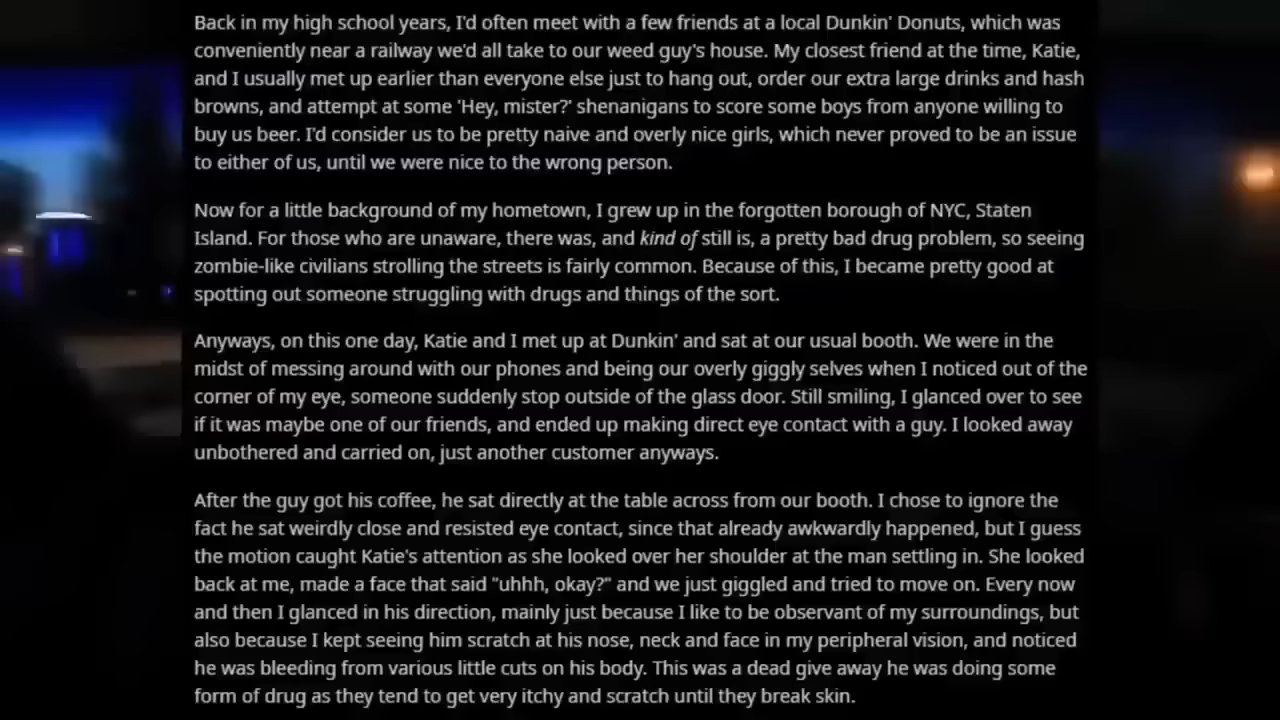 Back in my high school years, I'd often meet with a few friends at a local Dunkin' Donuts, which was
conveniently near a railway we'd all take to our weed guy's house. My closest friend at the time, Katie,
and I usually met up earlier than everyone else just to hang out, order our extra large drinks and hash
browns, and attempt at some 'Hey, mister?' shenanigans to score some boys from anyone willing to
buy us beer. I'd consider us to be pretty naive and overly nice girls, which never proved to be an issue
to either of us, until we were nice to the wrong person.
Now for a little background of my hometown, I grew up in the forgotten borough of NYC, Staten
Island. For those who are unaware, there was, and kind of still is, a pretty bad drug problem, so seeing
zombie-like civilians strolling the streets is fairly common. Because of this, I became pretty good at
spotting out someone struggling with drugs and things of the sort.
Anyways, on this one day, Katie and I met up at Dunkin' and sat at our usual booth. We were in the
midst of messing around with our phones and being our overly giggly selves when I noticed out of the
corner of my eye, someone suddenly stop outside of the glass door. Still smiling, I glanced over to see
if it was maybe one of our friends, and ended up making direct eye contact with a guy. I looked away
unbothered and carried on, just another customer anyways.
After the guy got his coffee, he sat directly at the table across from our booth. I chose to ignore the
fact he sat weirdly close and resisted eye contact, since that already awkwardly happened, but I guess
the motion caught Katie's attention as she looked over her shoulder at the man settling in. She looked
back at me, made a face that said "uhhh, okay?" and we just giggled and tried to move on. Every now
and then I glanced in his direction, mainly just because I like to be observant of my surroundings, but
also because I kept seeing him scratch at his nose, neck and face in my peripheral vision, and noticed
he was bleeding from various little cuts on his body. This was a dead give away he was doing some
form of drug as they tend to get very itchy and scratch until they break skin.